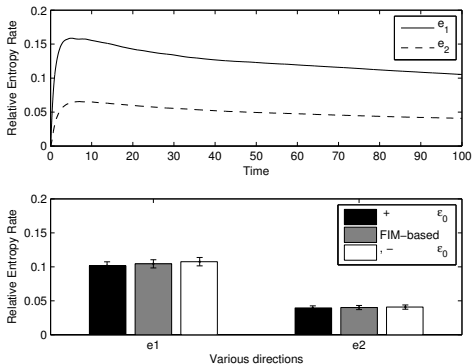 0.2
0.15
0.1
0.05
0
Relative Entropy Rate
e1
e2
0 10 20 30 40 50 60 70 80 90 100
Time
0.2
0.15
0.1
0.05
0
Relative Entropy Rate
+ ε0
FIM−based
, − ε0
e1 e2
Various directions